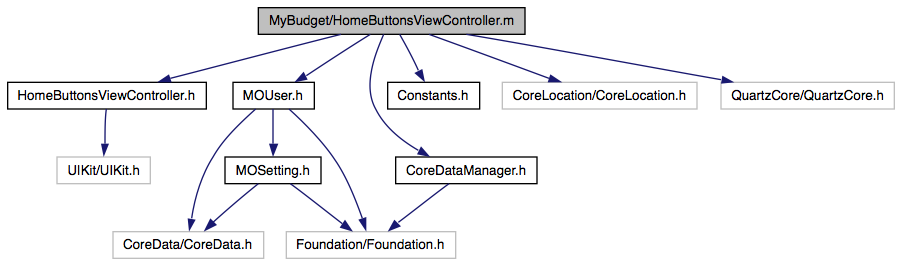 MyBudget/HomeButtonsViewController.m
HomeButtonsViewController.h
MOUser.h
Constants.h
CoreLocation/CoreLocation.h
QuartzCore/QuartzCore.h
UIKit/UIKit.h
MOSetting.h
CoreDataManager.h
CoreData/CoreData.h
Foundation/Foundation.h